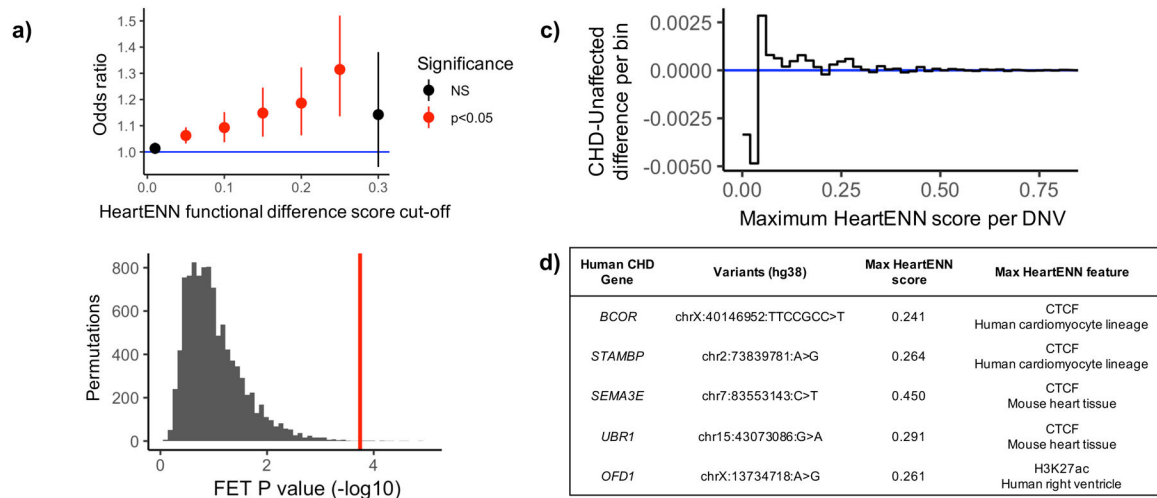 a)
1.5
1.4
1.3
1.2
1.1
1.0
Odds ratio
0.0
0.1
0.2
0.3
HeartENN functional difference score cut-off
Significance
NS
p<0.05
800
600
400
200
0
Permutations
0
2
4
FET P value (-log10)
c)
0.0025
0.0000
-0.0025
-0.0050
CHD-Unaffected
difference per bin
0.00
0.25
0.50
0.75
Maximum HeartENN score per DNV
d)
Human CHD
Gene
Variants (hg38)
Max HeartENN
score
Max HeartENN feature
BCOR
chrX:40146952:TTCCGCC>T
0.241
CTCF
Human cardiomyocyte lineage
STAMBP
chr2:73839781:A>G
0.264
CTCF
Human cardiomyocyte lineage
SEMA3E
chr7:83553143:C>T
0.450
CTCF
Mouse heart tissue
UBR1
chr15:43073086:G>A
0.291
CTCF
Mouse heart tissue
OFD1
chrX:13734718:A>G
0.261
H3K27ac
Human right ventricle